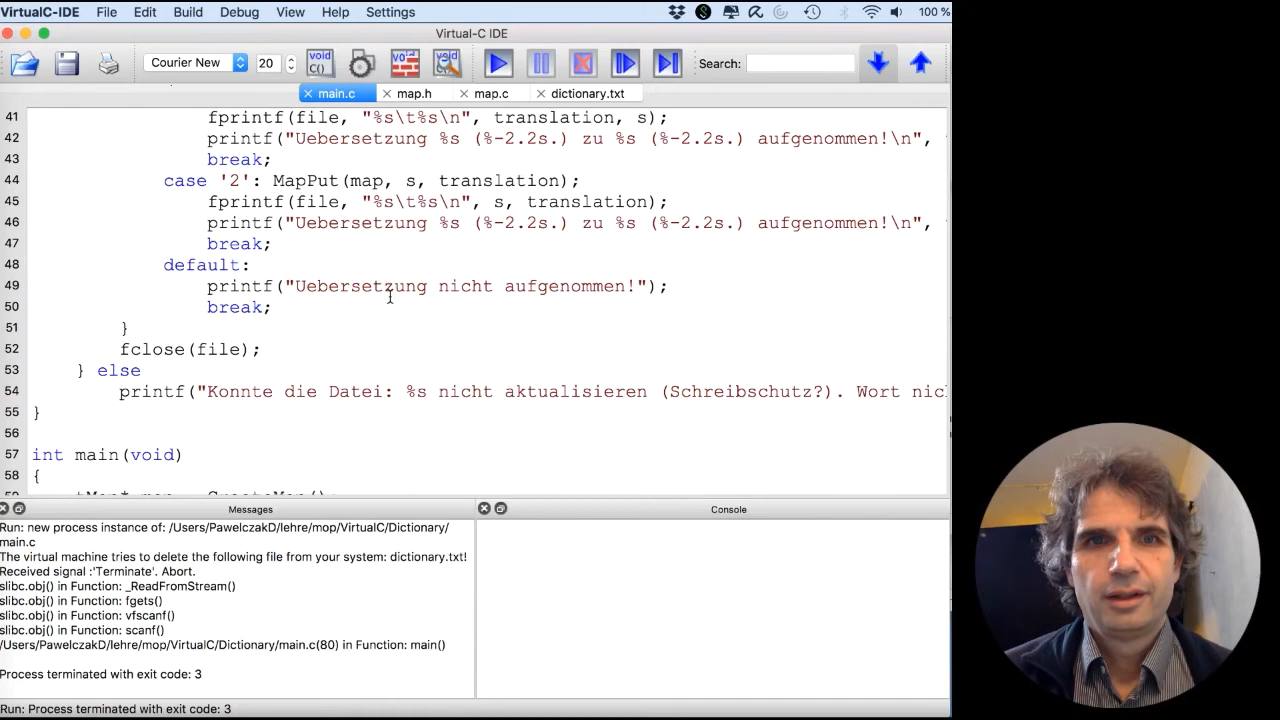 VirtualC-IDE File Edit Build Debug View Help Settings 100 %
Virtual-C IDE
Courier New 20 void C() Search:
main.c map.h map.c dictionary.txt
41 fprintf(file, "%s\t%s\n", translation, s);
42 printf("Uebersetzung %s (%-2.2s.) zu %s (%-2.2s.) aufgenommen!\n",
43 break;
44 case '2': MapPut(map, s, translation);
45 fprintf(file, "%s\t%s\n", s, translation);
46 printf("Uebersetzung %s (%-2.2s.) zu %s (%-2.2s.) aufgenommen!\n",
47 break;
48 default:
49 printf("Uebersetzung nicht aufgenommen!");
50 break;
51 }
52 fclose(file);
53 } else
54 printf("Konnte die Datei: %s nicht aktualisieren (Schreibschutz?). Wort nic
55 }
56
57 int main(void)
58 {
Messages
Run: new process instance of: /Users/PawelczakD/lehre/mop/VirtualC/Dictionary/
main.c
The virtual machine tries to delete the following file from your system: dictionary.txt!
Received signal :'Terminate'. Abort.
slibc.obj() in Function: _ReadFromStream()
slibc.obj() in Function: fgets()
slibc.obj() in Function: vfscanf()
slibc.obj() in Function: scanf()
/Users/PawelczakD/lehre/mop/VirtualC/Dictionary/main.c(80) in Function: main()
Process terminated with exit code: 3
Console
Run: Process terminated with exit code: 3